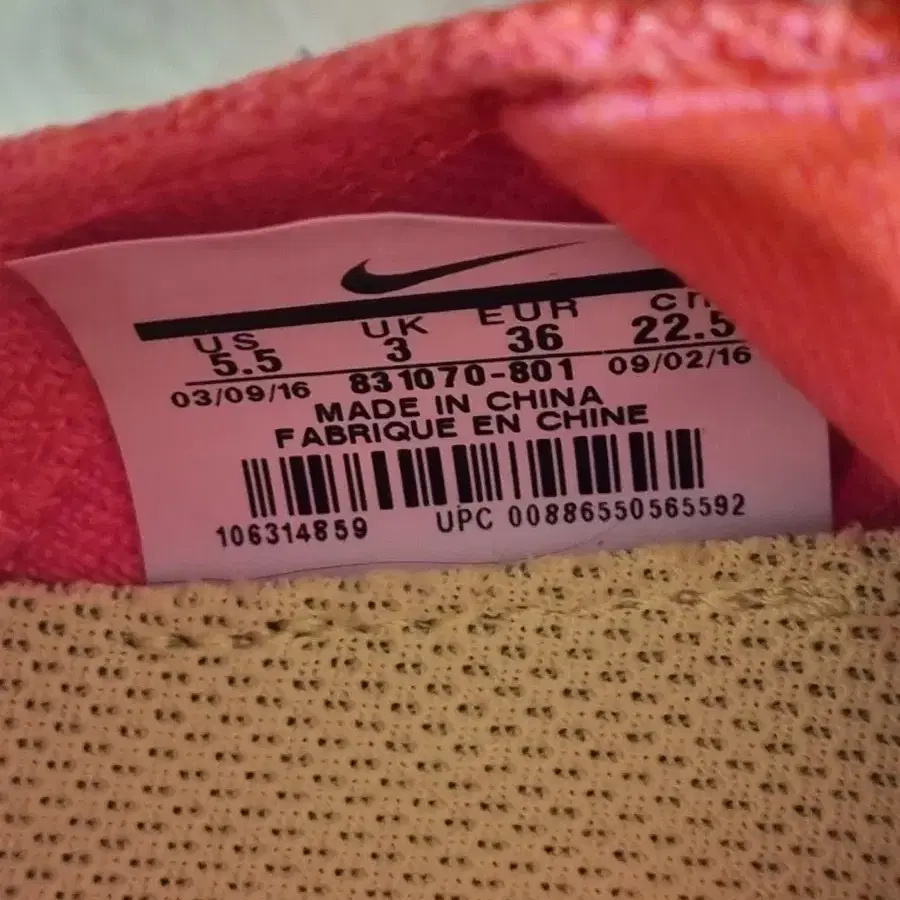 US UK EUR cm
5.5 3 36 22.5
03/09/16 831070-801 09/02/16
MADE IN CHINA
FABRIQUE EN CHINE
106314859 UPC 00886550565592